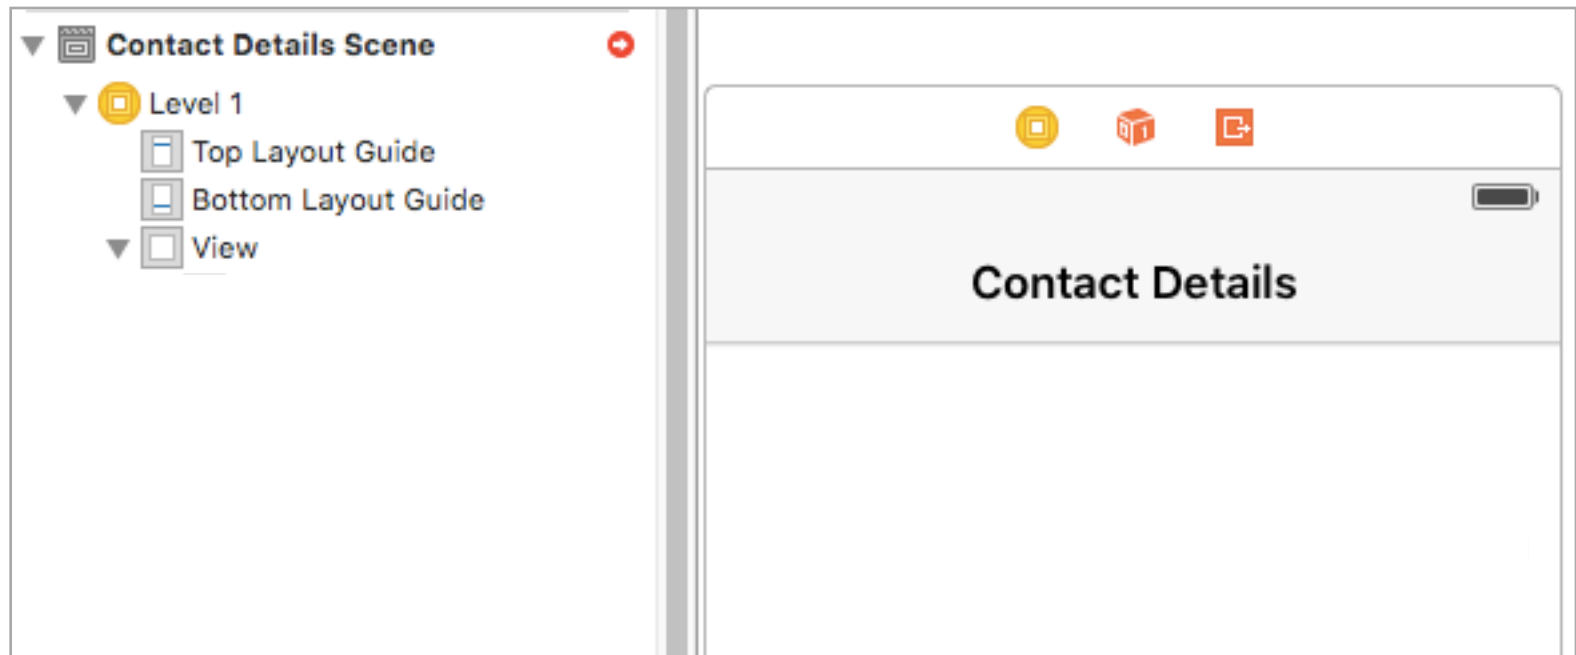 Contact Details Scene
Level 1
Top Layout Guide
Bottom Layout Guide
View
Contact Details